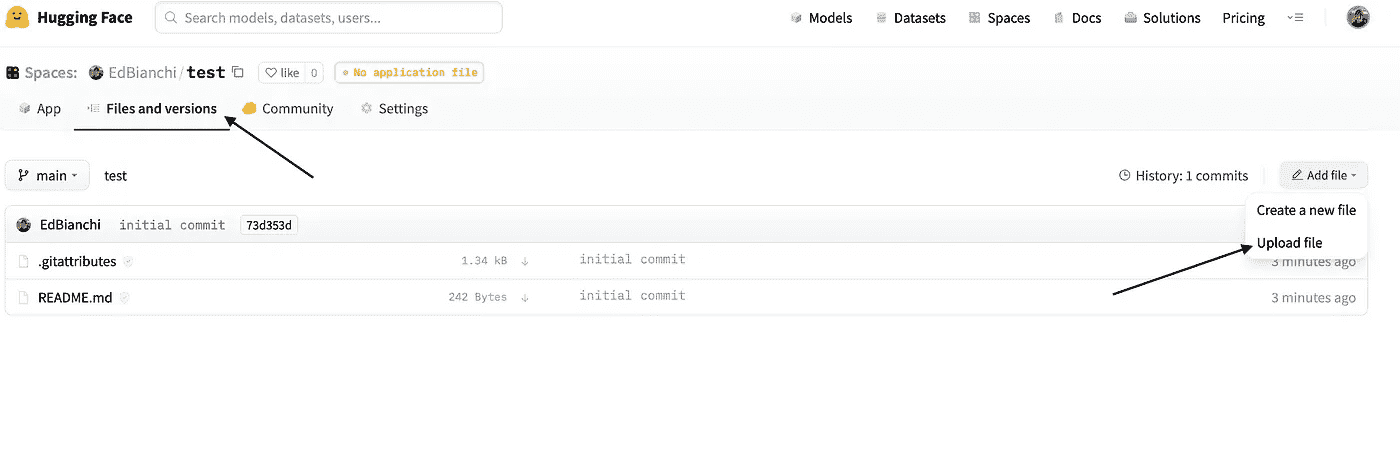 Hugging Face Search models, datasets, users... Models Datasets Spaces Docs Solutions Pricing
Spaces: EdBianchi/test like 0 No application file
App Files and versions Community Settings
main test History: 1 commits Add file
Create a new file
EdBianchi initial commit 73d353d
Upload file
.gitattributes 1.34 kB initial commit 3 minutes ago
README.md 242 Bytes initial commit 3 minutes ago